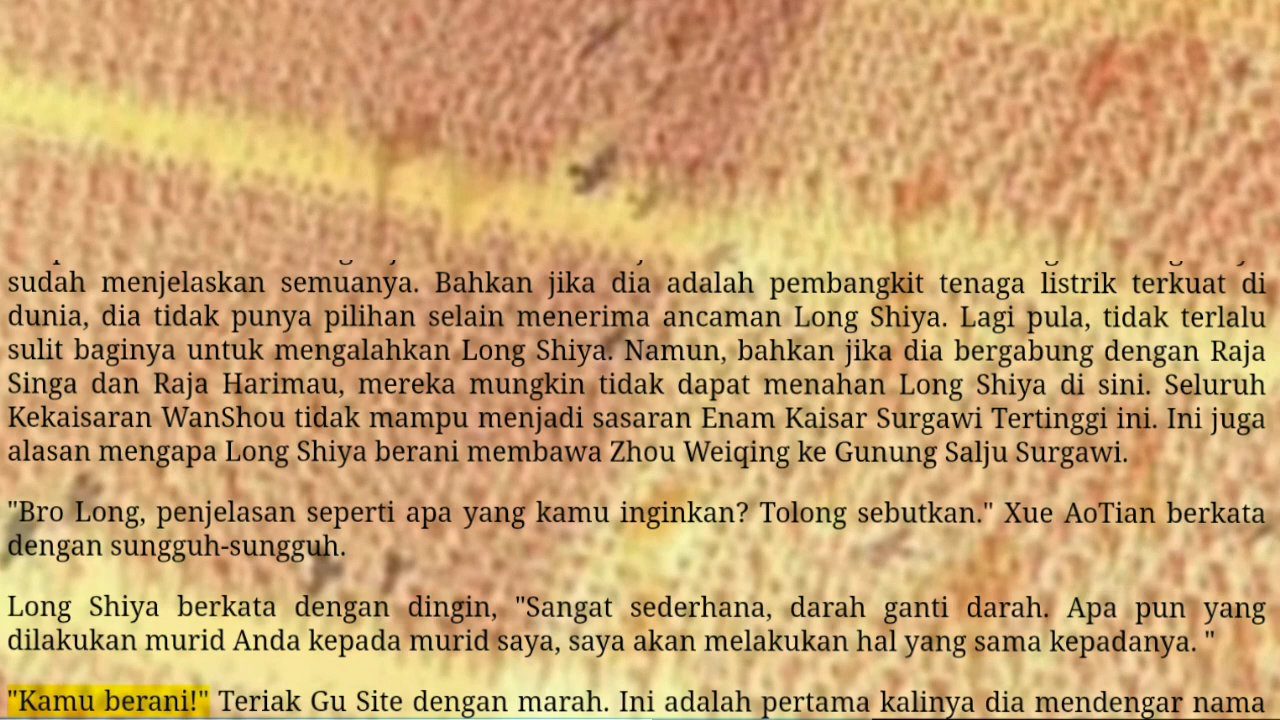 sudah menjelaskan semuanya. Bahkan jika dia adalah pembangkit tenaga listrik terkuat di
dunia, dia tidak punya pilihan selain menerima ancaman Long Shiya. Lagi pula, tidak terlalu
sulit baginya untuk mengalahkan Long Shiya. Namun, bahkan jika dia bergabung dengan Raja
Singa dan Raja Harimau, mereka mungkin tidak dapat menahan Long Shiya di sini. Seluruh
Kekaisaran WanShou tidak mampu menjadi sasaran Enam Kaisar Surgawi Tertinggi ini. Ini juga
alasan mengapa Long Shiya berani membawa Zhou Weiqing ke Gunung Salju Surgawi.
"Bro Long, penjelasan seperti apa yang kamu inginkan? Tolong sebutkan." Xue AoTian berkata
dengan sungguh-sungguh.
Long Shiya berkata dengan dingin, "Sangat sederhana, darah ganti darah. Apa pun yang
dilakukan murid Anda kepada murid saya, saya akan melakukan hal yang sama kepadanya. "
"Kamu berani!" Teriak Gu Site dengan marah. Ini adalah pertama kalinya dia mendengar nama